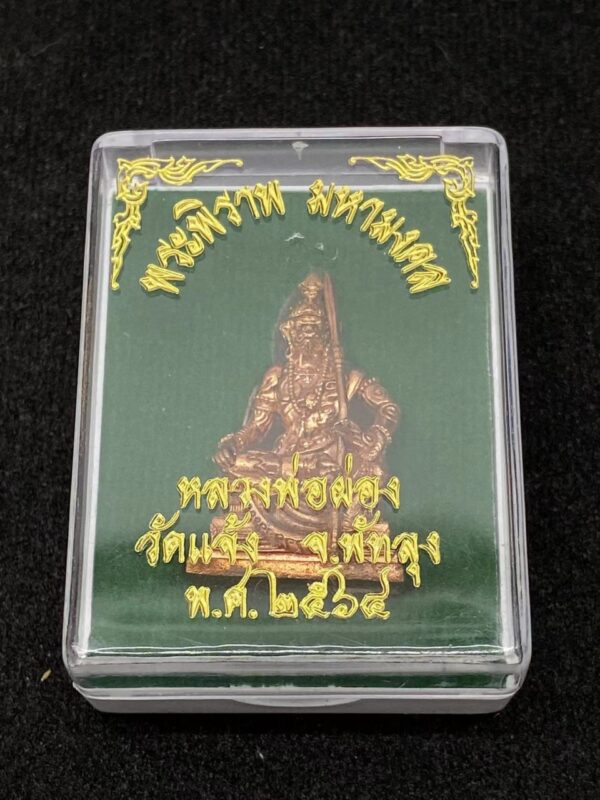 พระพิราพ มหามงคล
หลวงพ่อผ่อง
วัดแจ้ง จ.พัทลุง
พ.ศ.๒๕๖๔